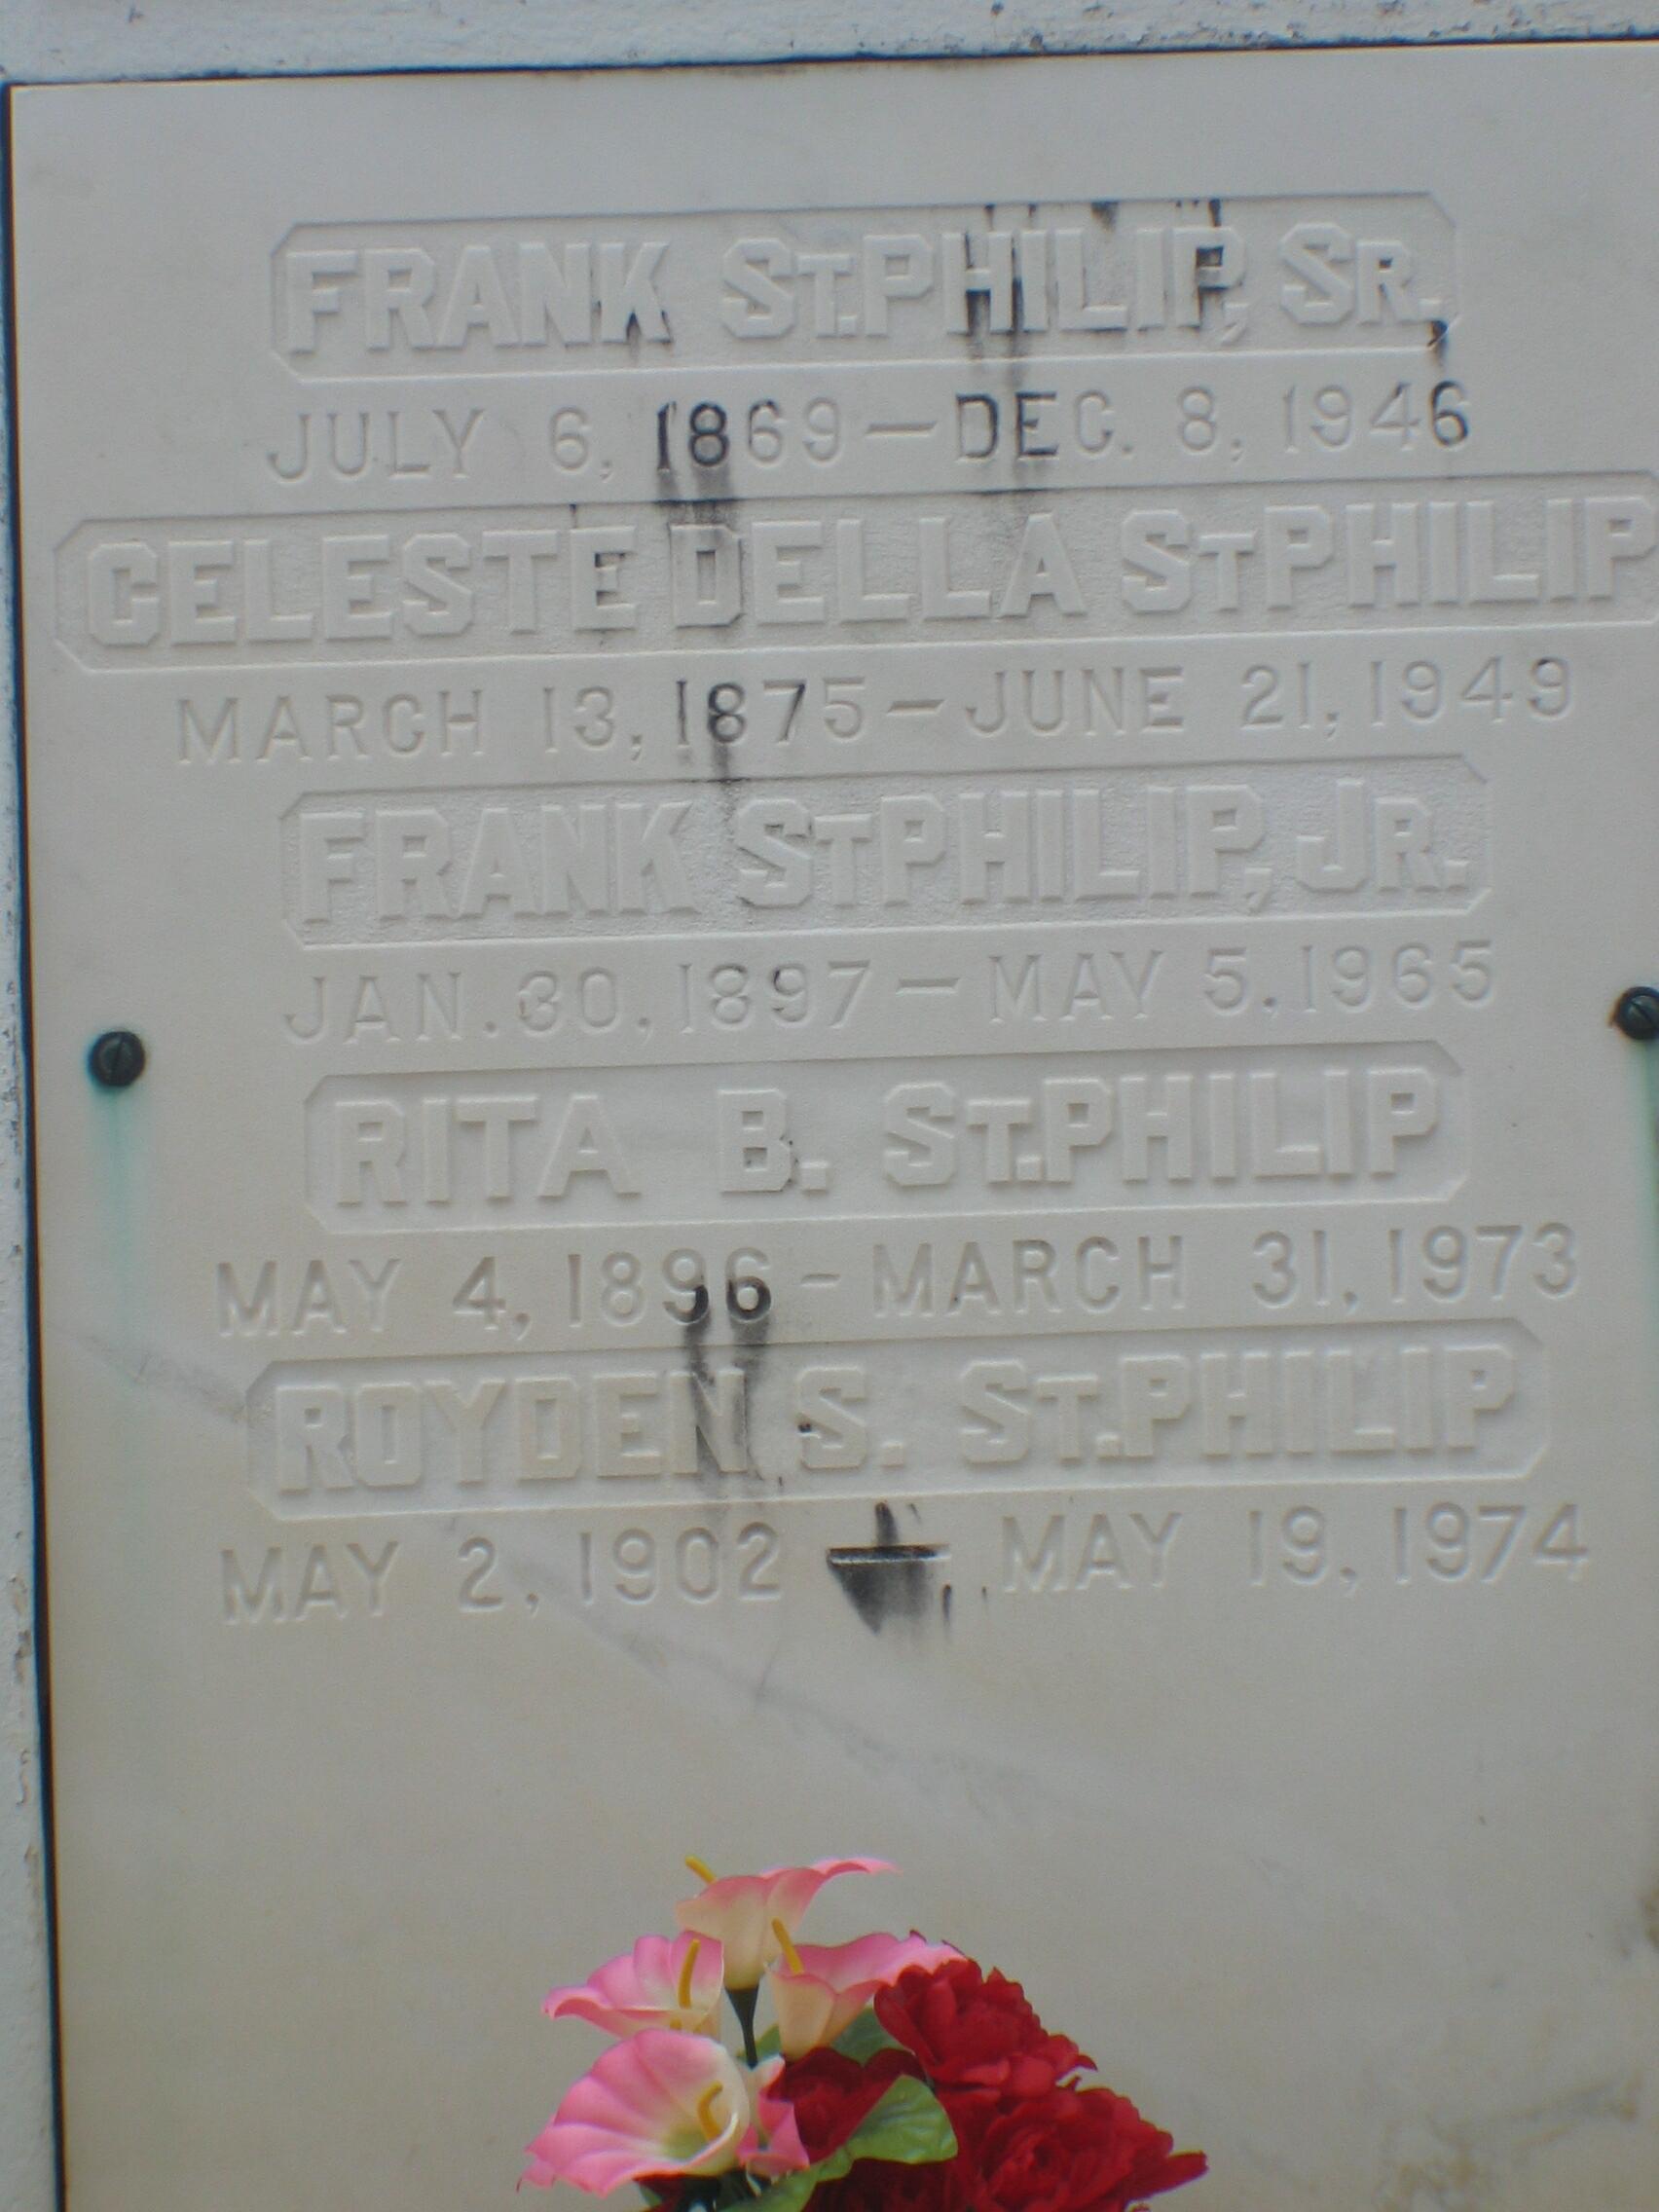 FRANK ST.PHILIP, SR.
JULY 6, 1869 — DEC. 8, 1946
CELESTE DELLA ST PHILIP
MARCH 13, 1875 — JUNE 21, 1949
FRANK ST PHILIP, JR.
JAN. 30, 1897 — MAY 5, 1965
RITA B. ST.PHILIP
MAY 4, 1896 - MARCH 31, 1973
ROYDEN S. ST.PHILIP
MAY 2, 1902 — MAY 19, 1974